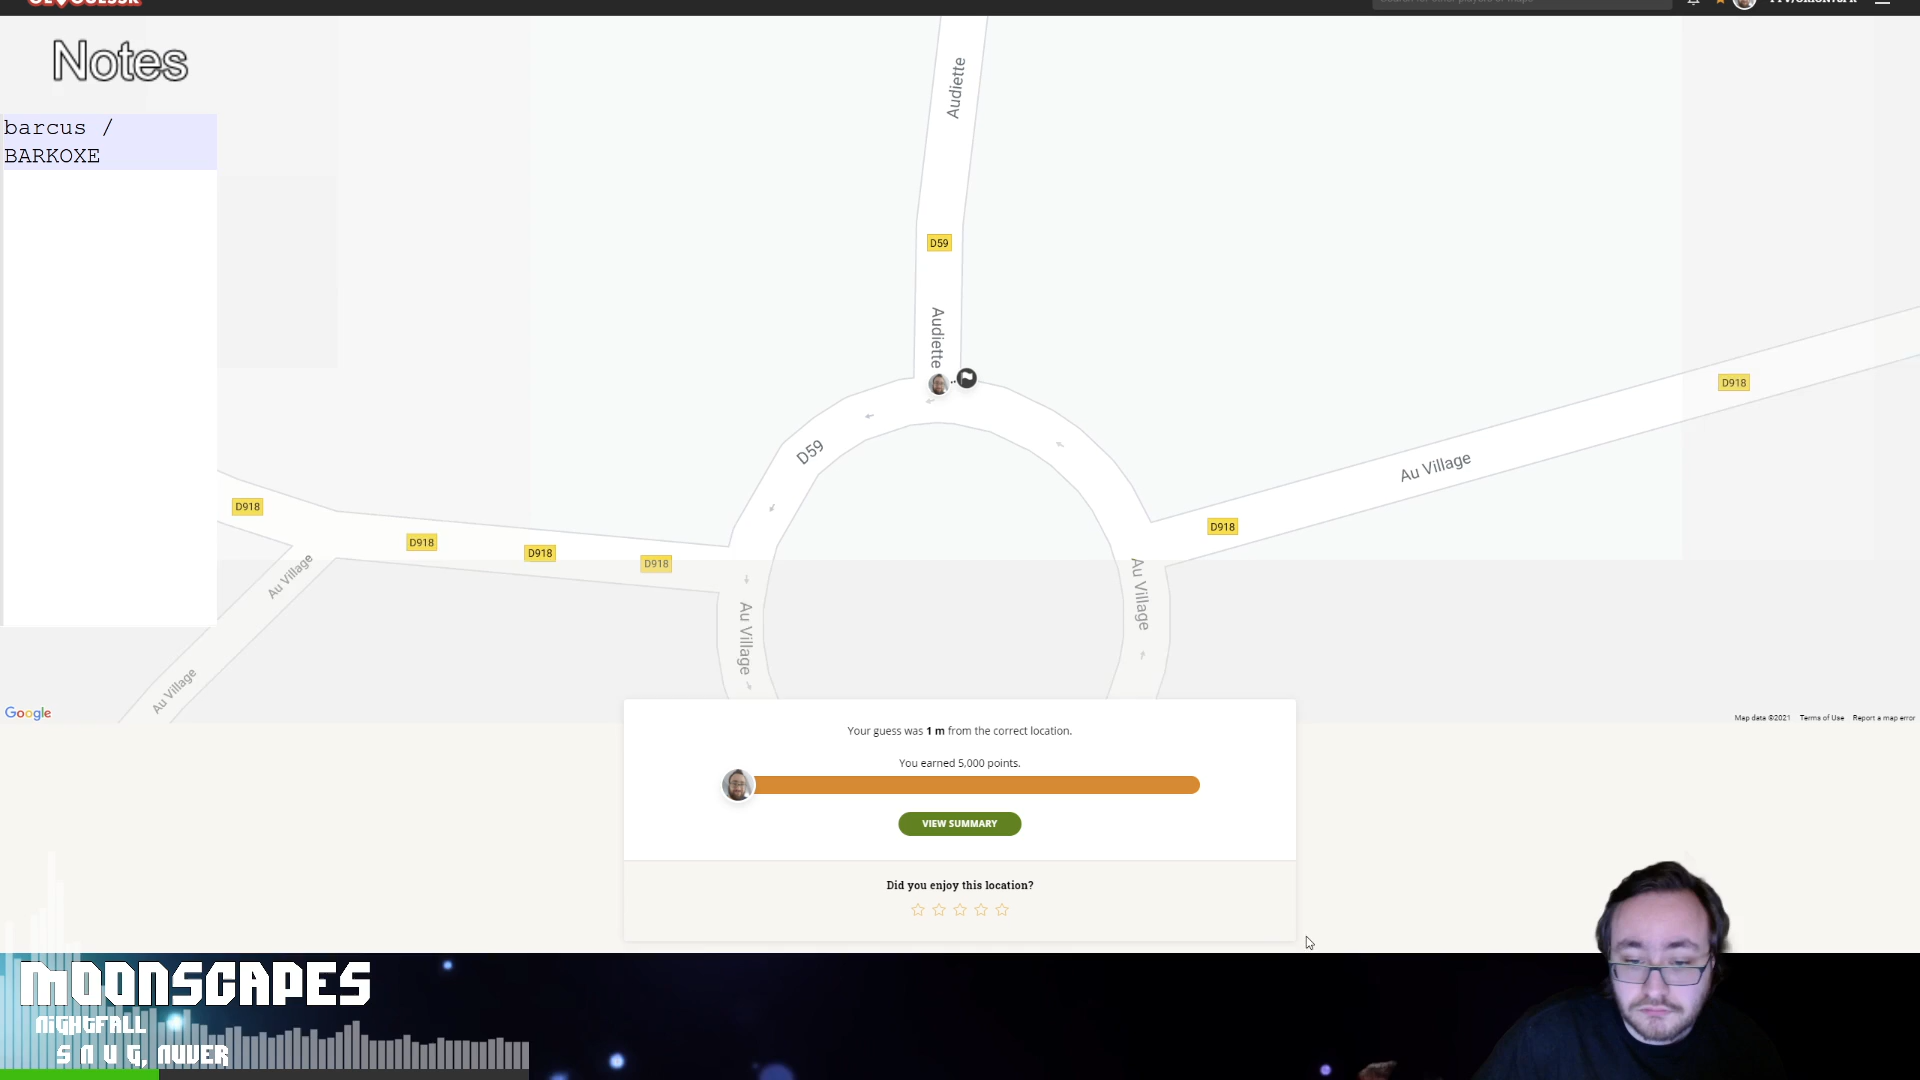 Notes
barcus /
BARKOXE
Audiette
D59
Audiette
D918
D59
Au Village
D918
D918
D918
D918
D918
Au Village
Au Village
Au Village
Au Village
Google
Map data ©2021 Terms of Use Report a map error
Your guess was 1 m from the correct location.
You earned 5,000 points.
VIEW SUMMARY
Did you enjoy this location?
MOONSCAPES
NIGHTFALL
S N U G, NUVER